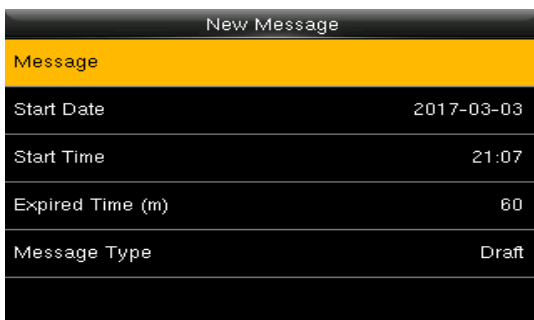 New Message
Message
Start Date 2017-03-03
Start Time 21:07
Expired Time (m) 60
Message Type Draft